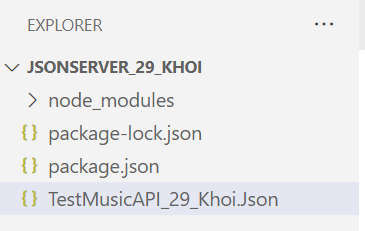 EXPLORER ...
JSONSERVER_29_KHOI
node_modules
{} package-lock.json
{} package.json
{} TestMusicAPI_29_Khoi.Json